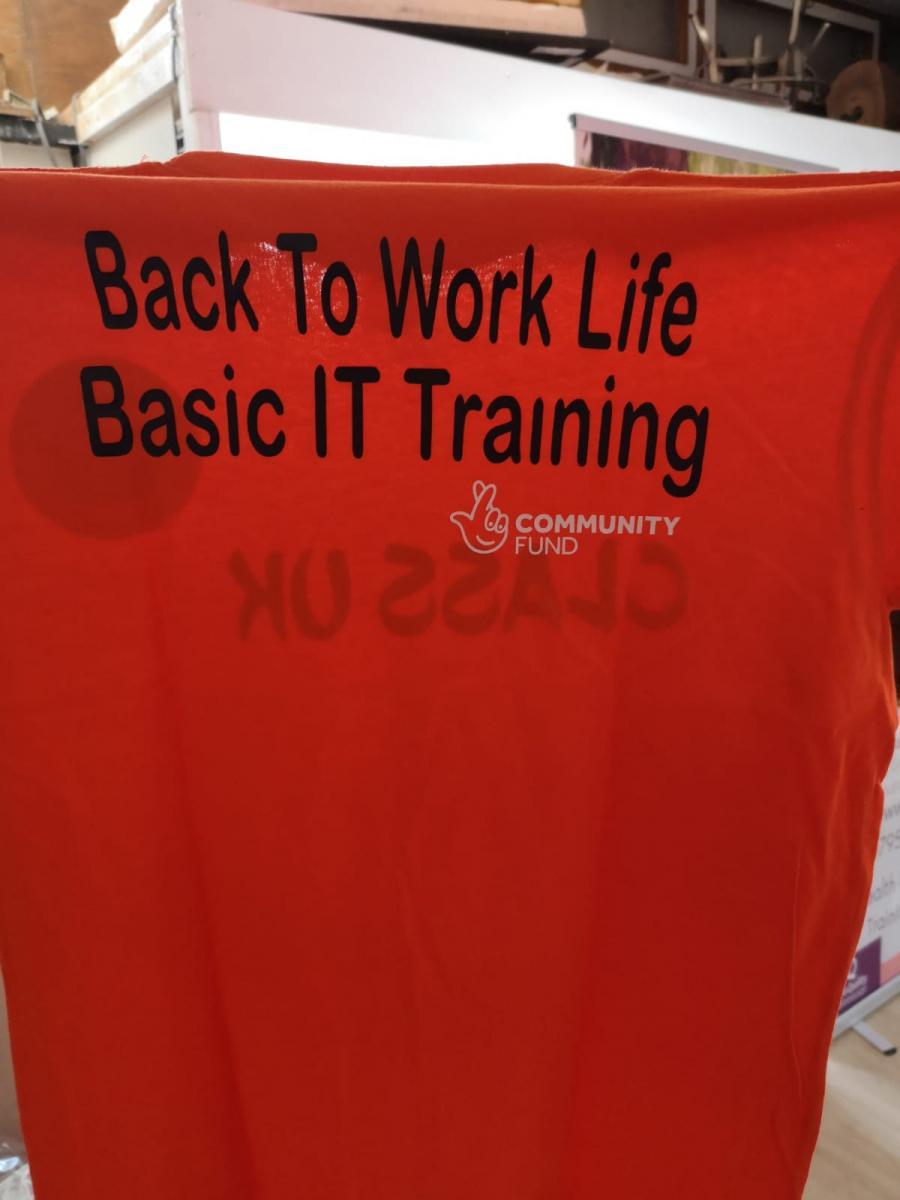 Back To Work Life
Basic IT Training
COMMUNITY
FUND
CLASS UK